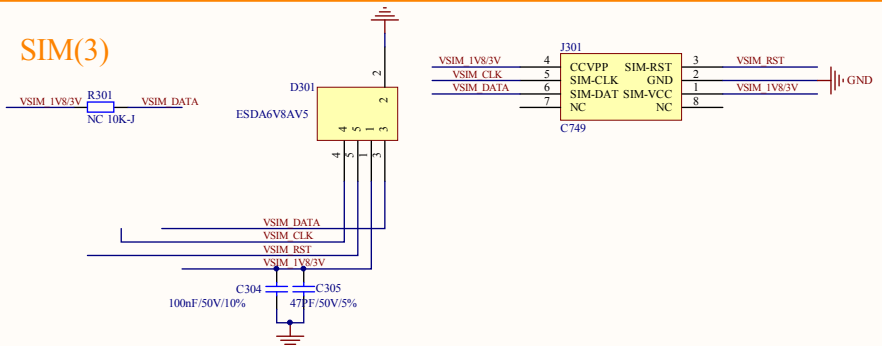 SIM(3)
VSIM_1V8/3V
R301
VSIM_DATA
NC 10K-J
D301
2
2
ESDA6V8AV5
4
5
1
3
4
5
1
3
VSIM_DATA
VSIM_CLK
VSIM_RST
VSIM_1V8/3V
C304
C305
100nF/50V/10%
47PF/50V/5%
J301
VSIM_1V8/3V
4
CCVPP
SIM-RST
3
VSIM_RST
VSIM_CLK
5
SIM-CLK
GND
2
GND
VSIM_DATA
6
SIM-DAT
SIM-VCC
1
VSIM_1V8/3V
7
NC
NC
8
C749